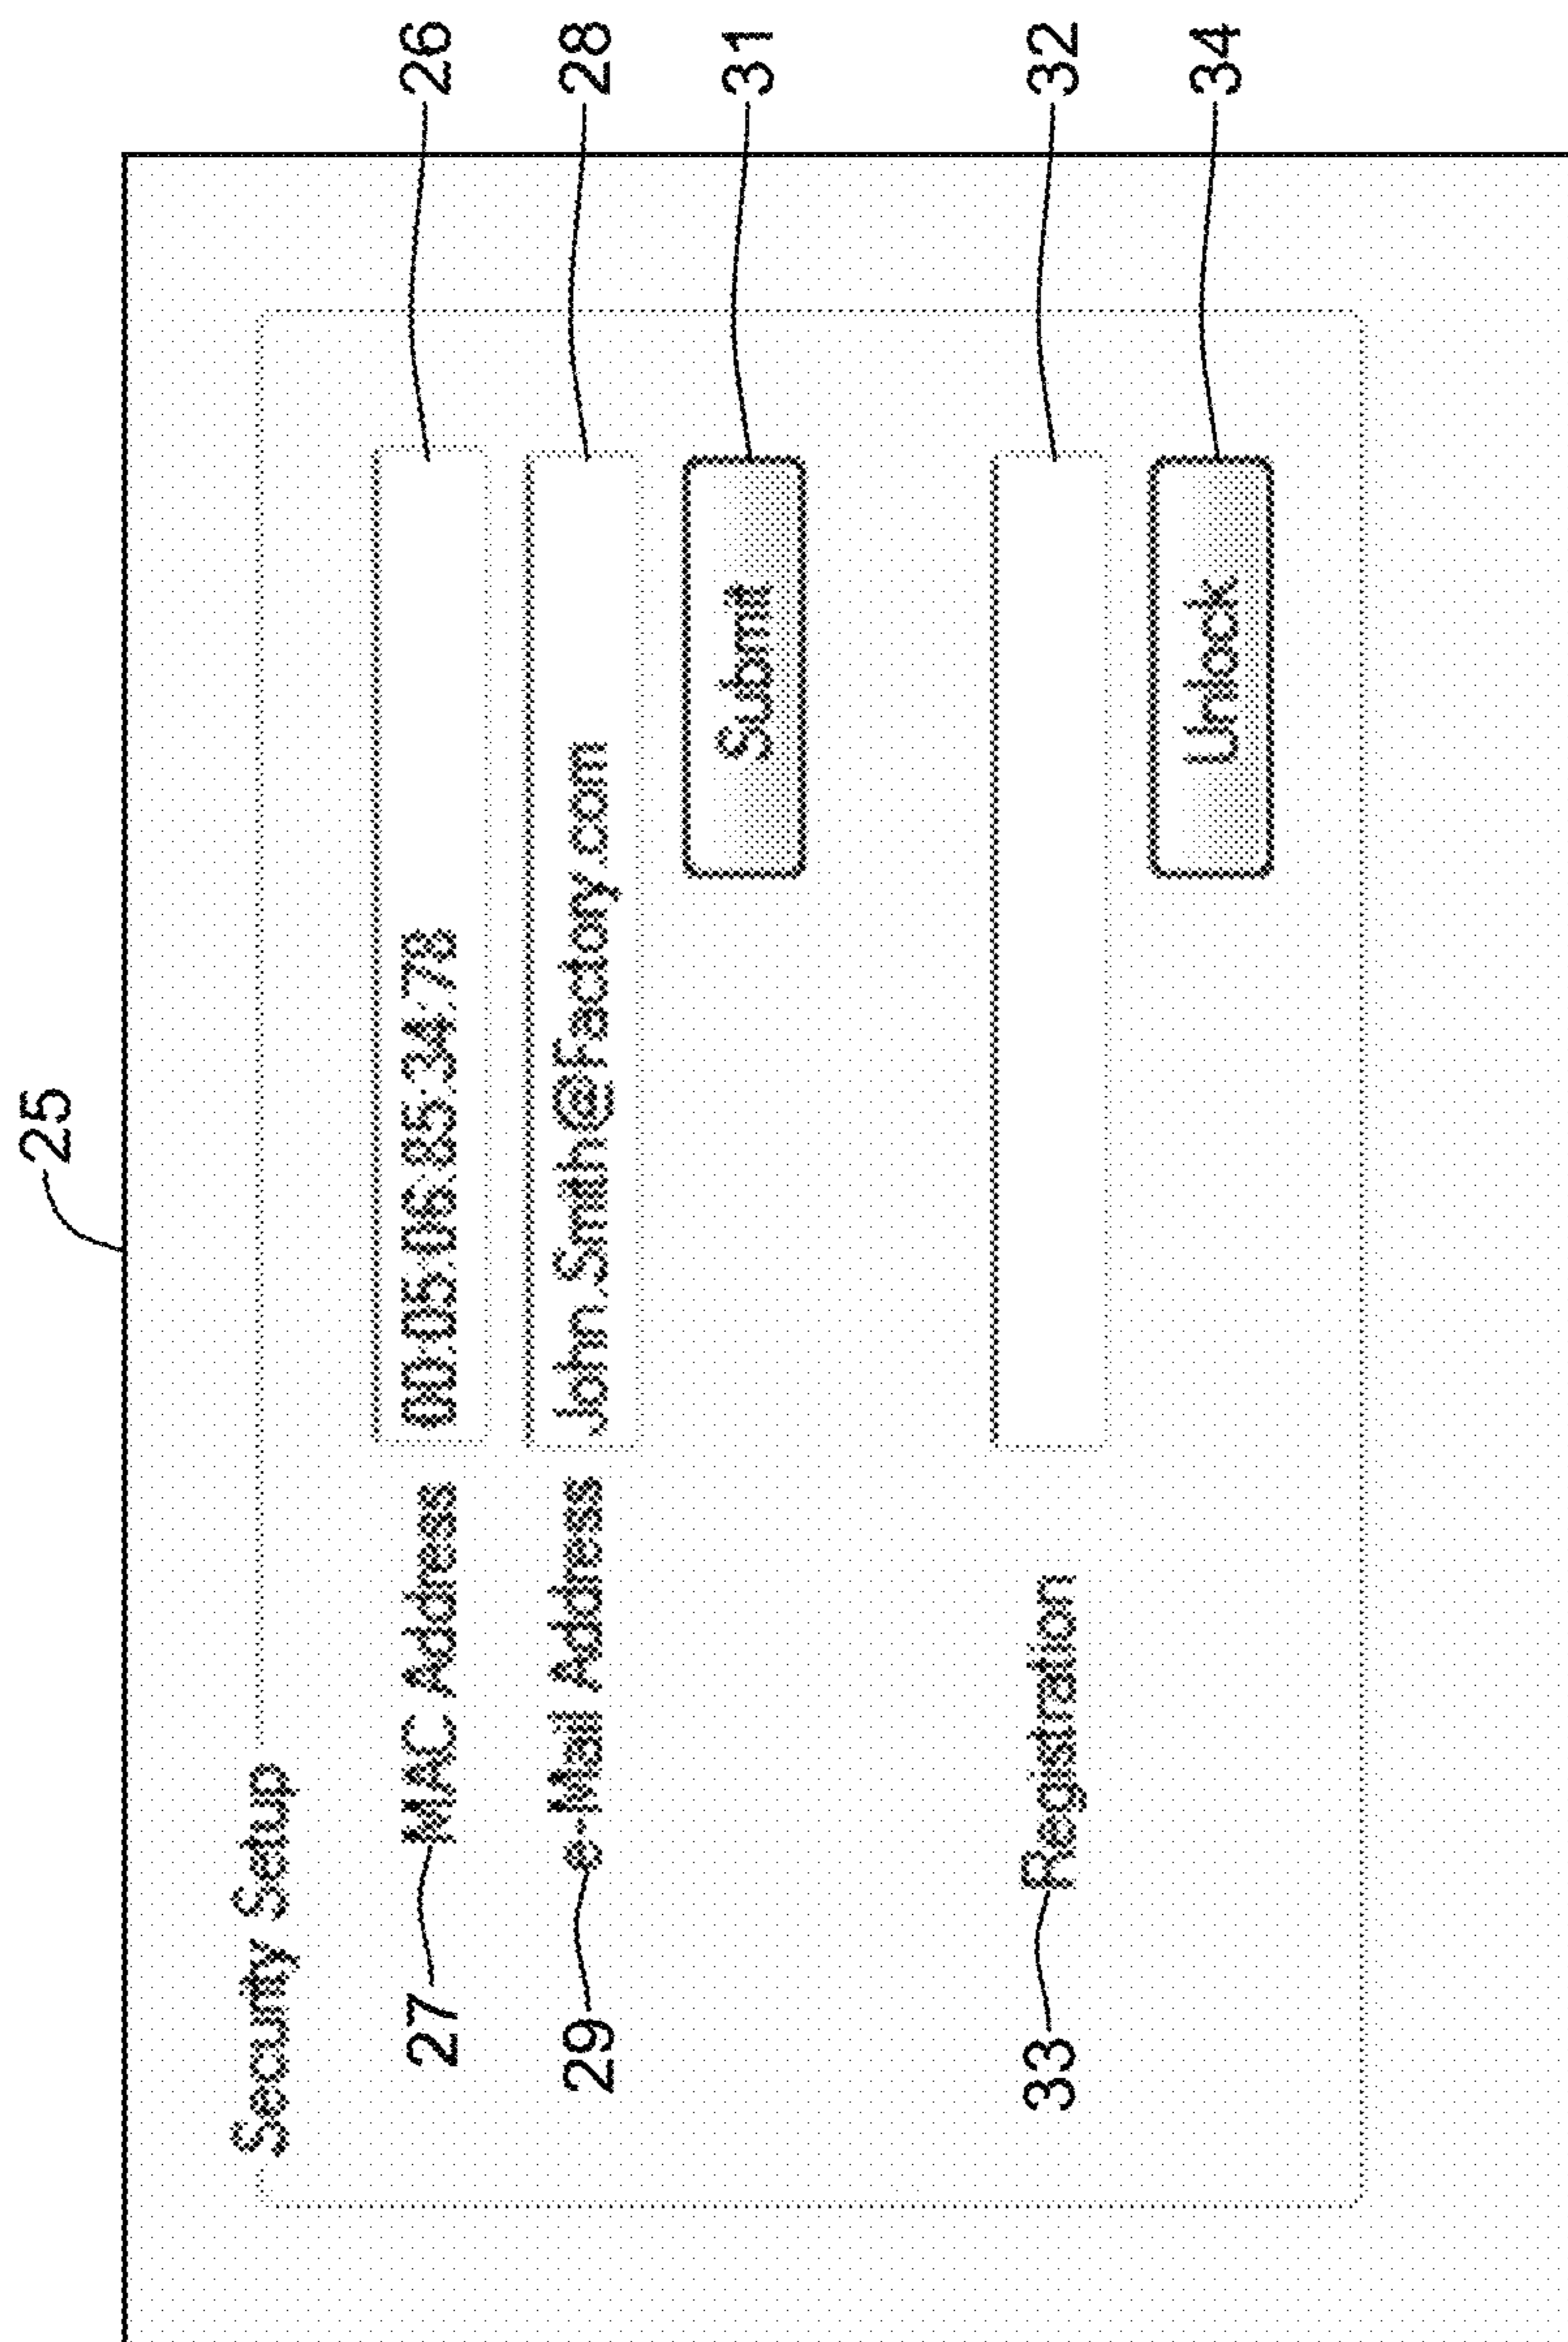 25
Security Setup
27 MAC Address 00:05:06:85:34:78 26
29 e-Mail Address John.Smith@Factory.com 28
Submit 31
33 Registration 32
Unlock 34